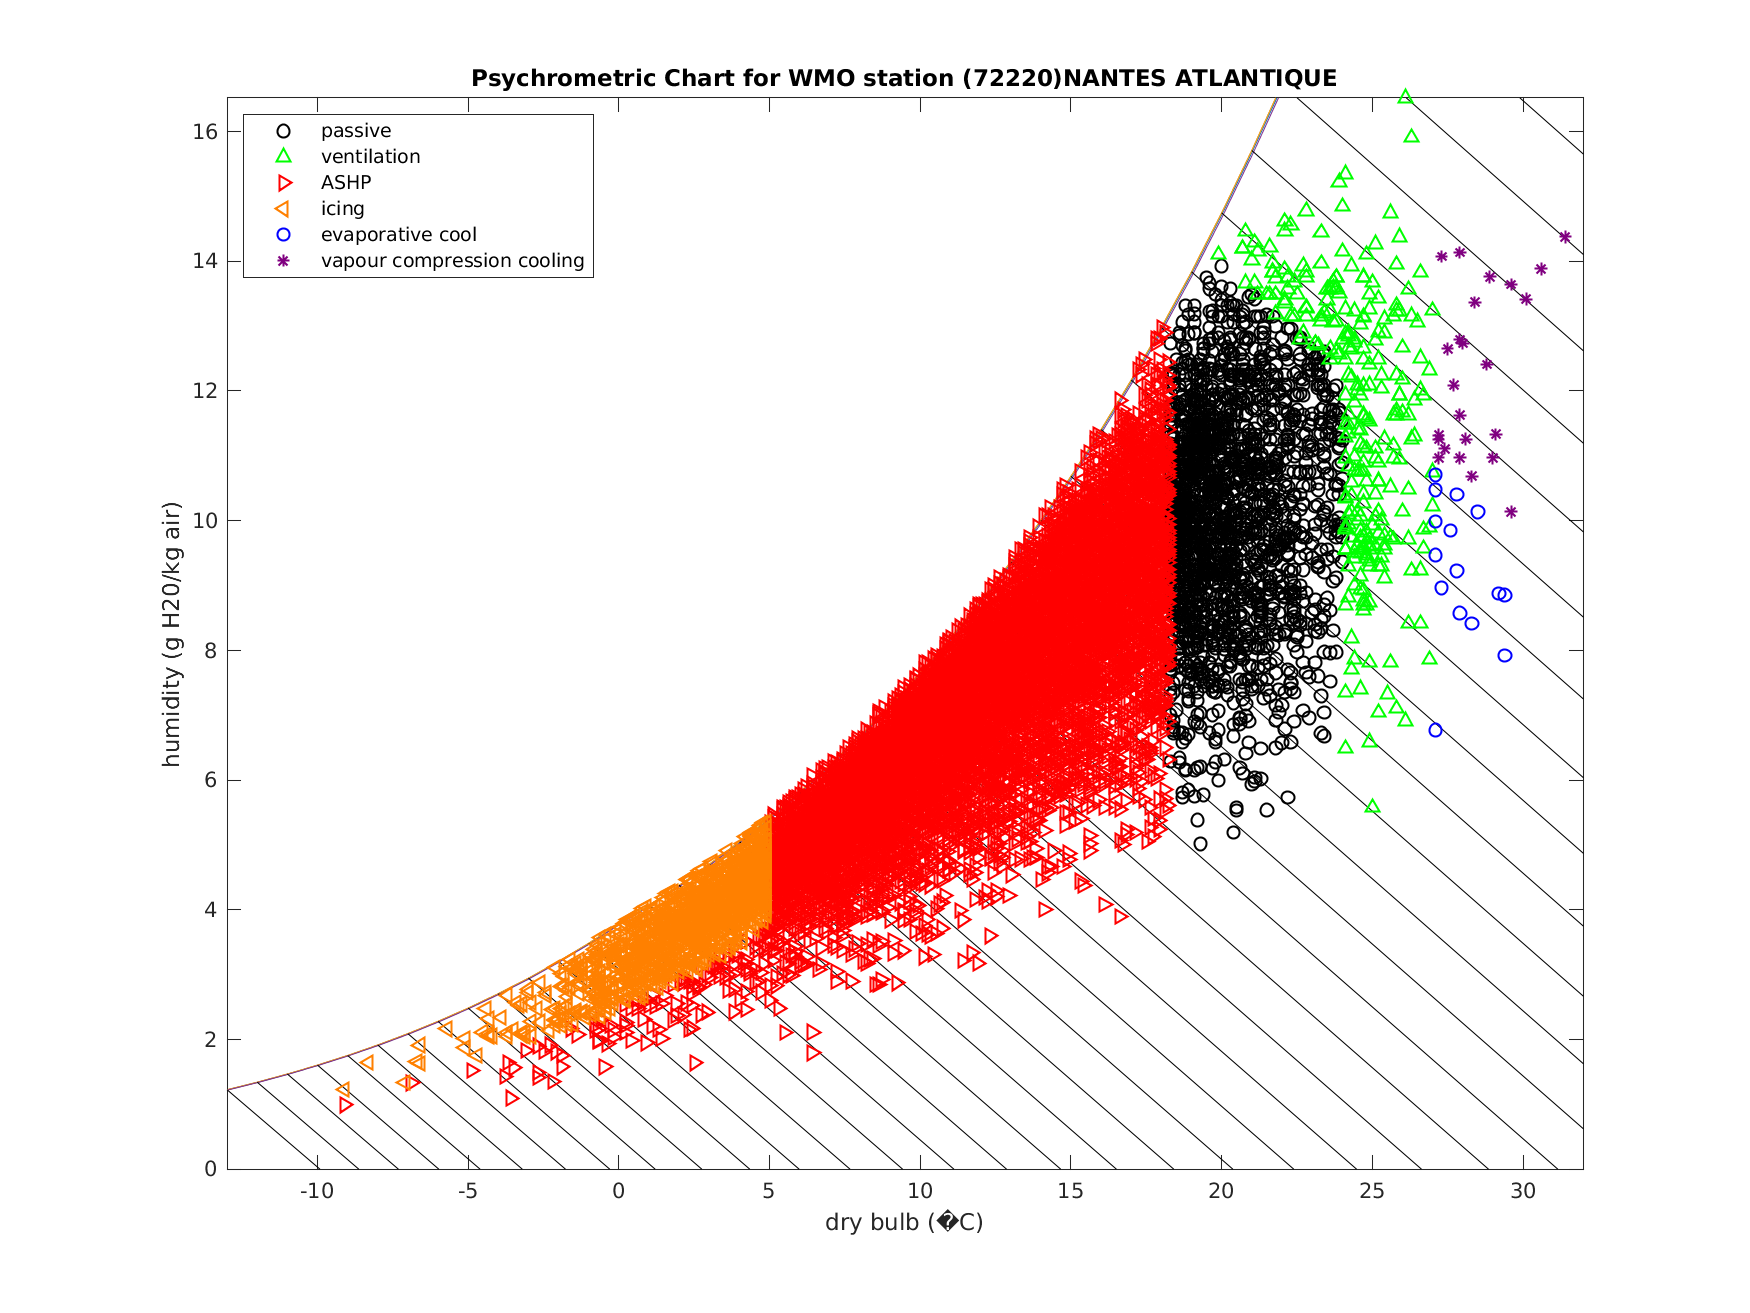 Psychrometric Chart for WMO station (72220)NANTES ATLANTIQUE
passive
ventilation
ASHP
icing
evaporative cool
vapour compression cooling
humidity (g H20/kg air)
16
14
12
10
8
6
4
2
0
-10 -5 0 5 10 15 20 25 30
dry bulb (�C)